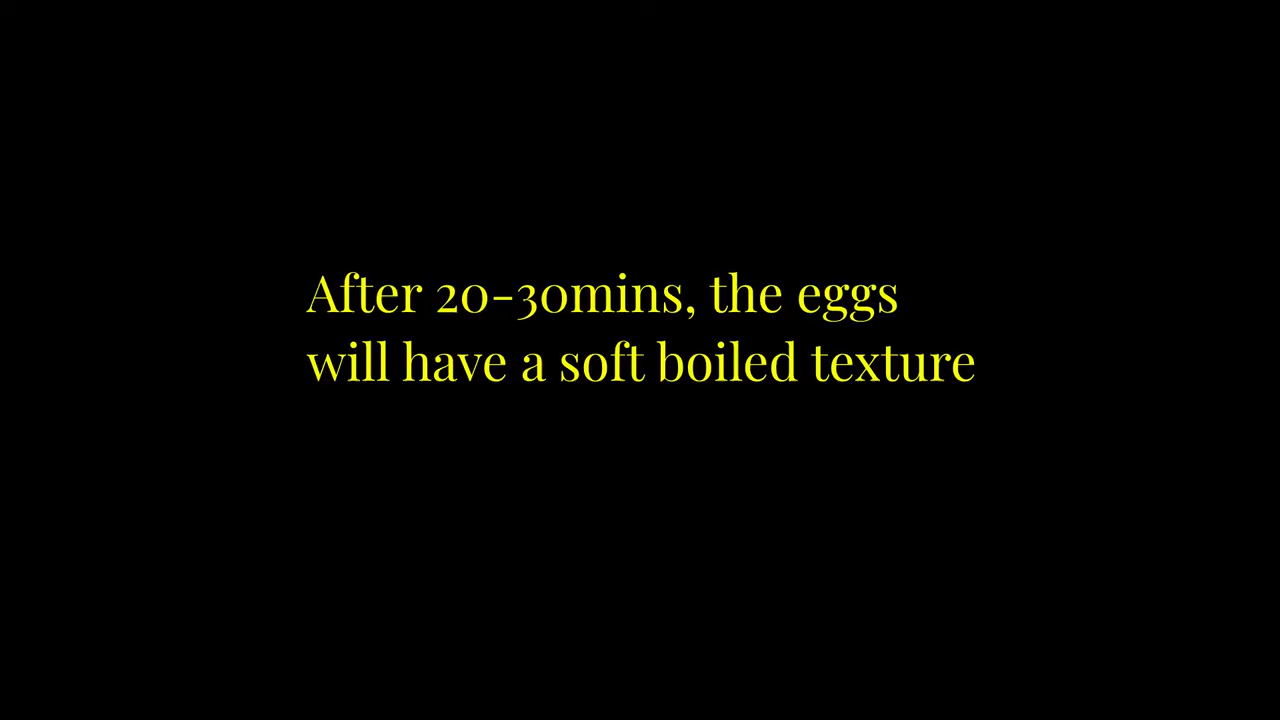 After 20-30mins, the eggs
will have a soft boiled texture